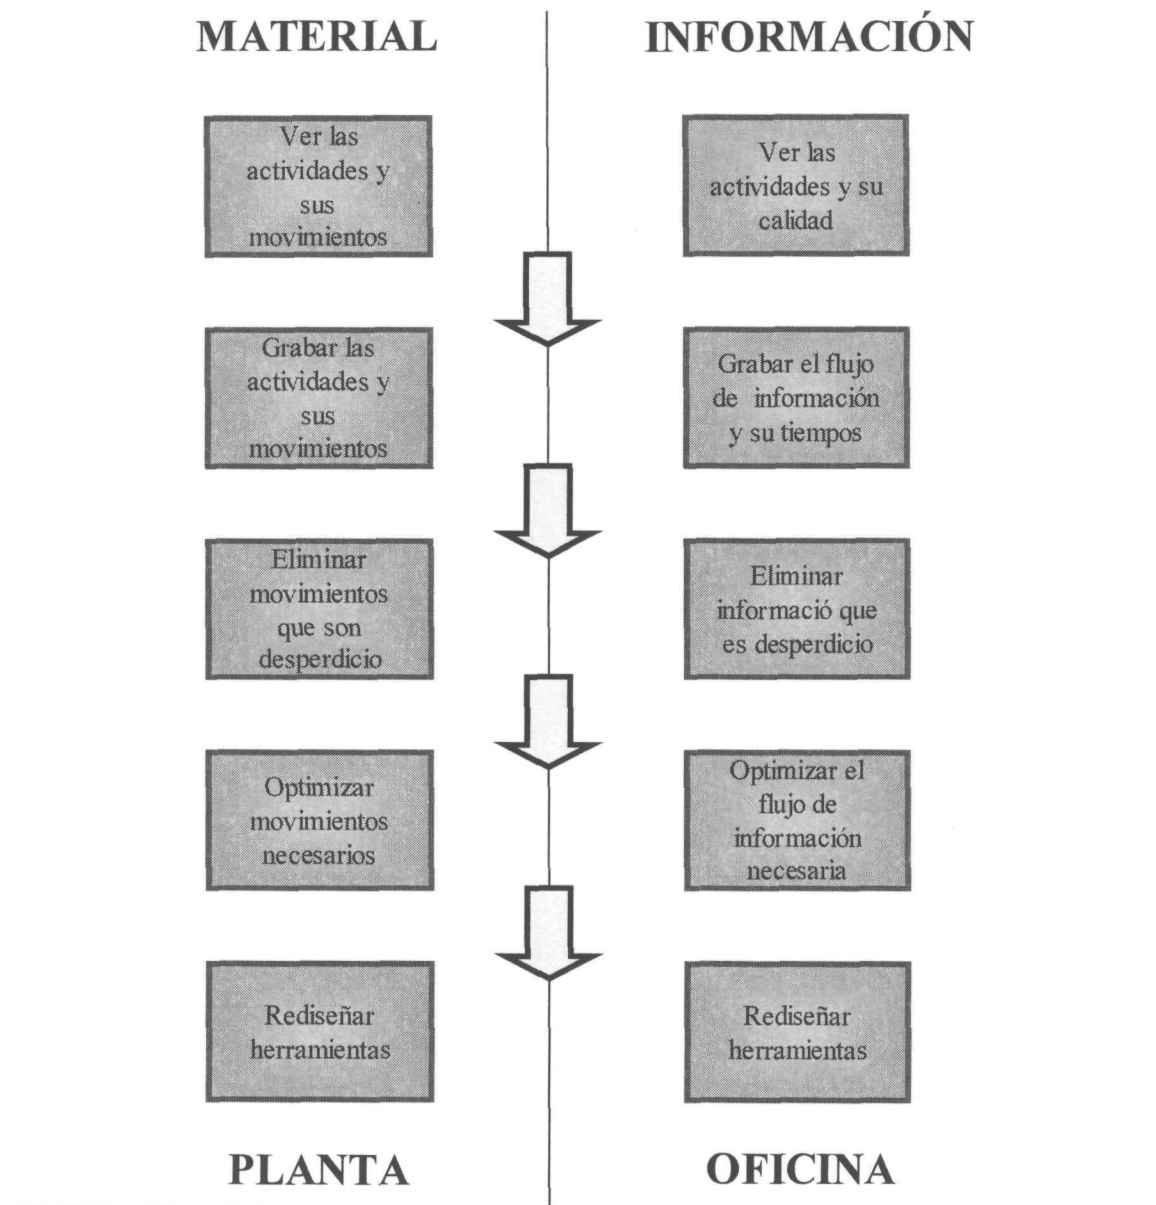 MATERIAL
INFORMACIÓN
Ver las
actividades y
sus
movimientos
Ver las
actividades y su
calidad
Grabar las
actividades y
sus
movimientos
Grabar el flujo
de información
y su tiempos
Eliminar
movimientos
que son
desperdicio
Eliminar
informació que
es desperdicio
Optimizar
movimientos
necesarios
Optimizar el
flujo de
información
necesaria
Rediseñar
herramientas
Rediseñar
herramientas
PLANTA
OFICINA